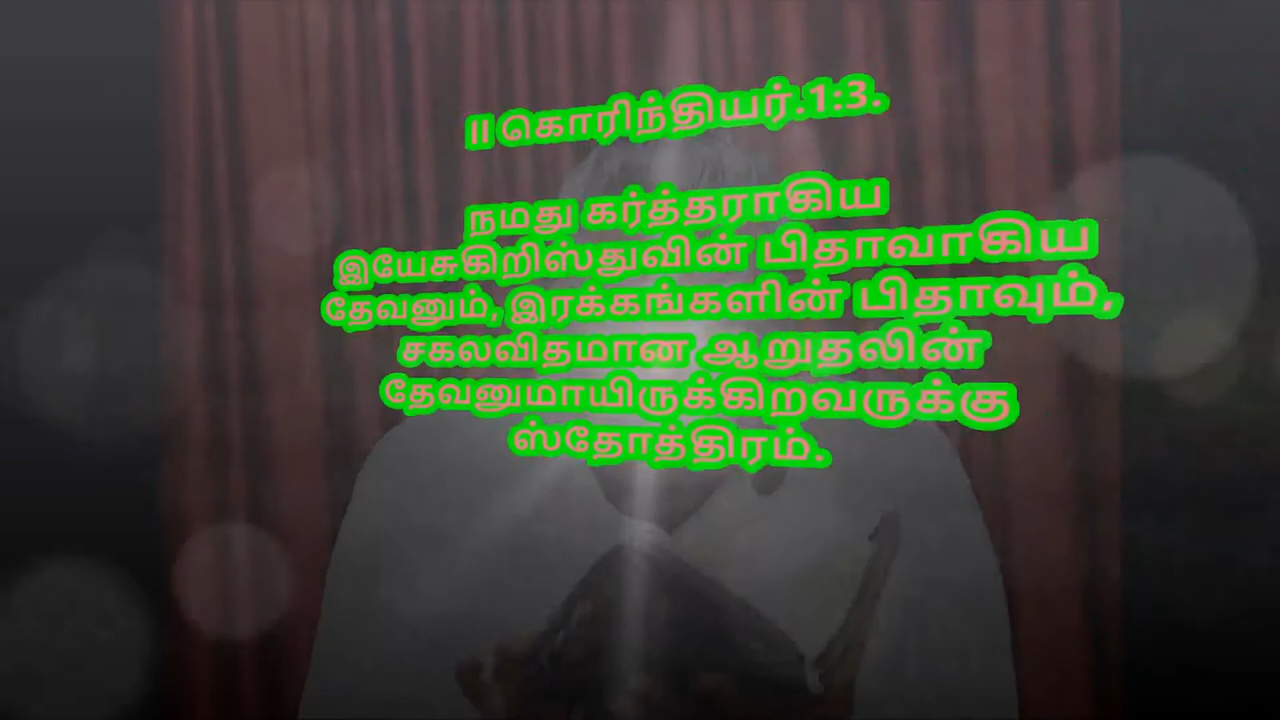 II கொரிந்தியர்.1:3.
நமது கர்த்தராகிய
இயேசுகிறிஸ்துவின் பிதாவாகிய
தேவனும், இரக்கங்களின் பிதாவும்,
சகலவிதமான ஆறுதலின்
தேவனுமாயிருக்கிறவருக்கு
ஸ்தோத்திரம்.